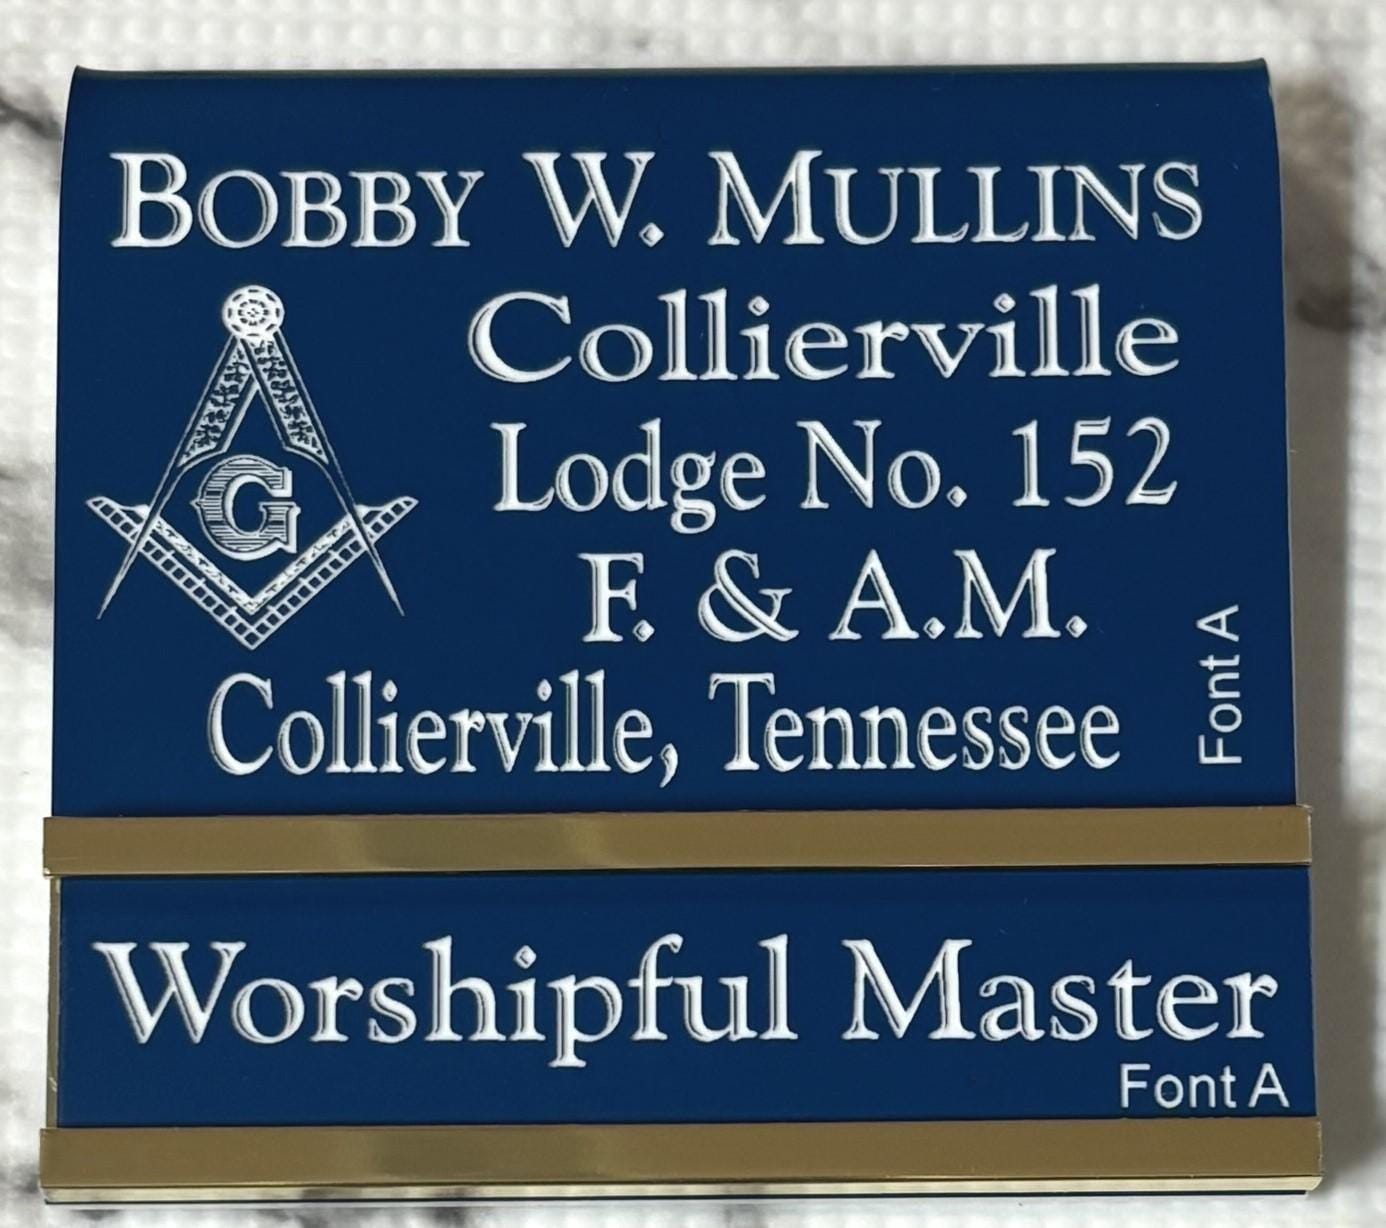 BOBBY W. MULLINS
G
Collierville
Lodge No. 152
F. & A.M.
Collierville, Tennessee
Font A
Worshipful Master
Font A